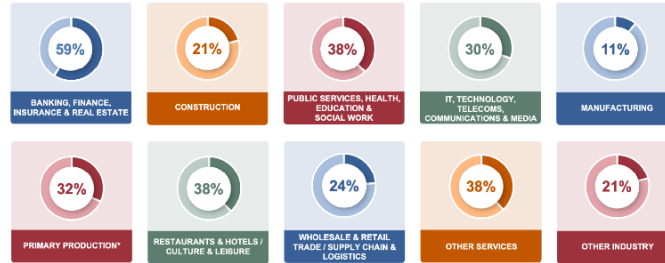 59%
21%
38%
30%
11%
BANKING, FINANCE,
INSURANCE & REAL ESTATE
CONSTRUCTION
PUBLIC SERVICES, HEALTH,
EDUCATION &
SOCIAL WORK
IT, TECHNOLOGY,
TELECOMS,
COMMUNICATIONS & MEDIA
MANUFACTURING
32%
38%
24%
38%
21%
PRIMARY PRODUCTION*
RESTAURANTS & HOTELS /
CULTURE & LEISURE
WHOLESALE & RETAIL
TRADE / SUPPLY CHAIN &
LOGISTICS
OTHER SERVICES
OTHER INDUSTRY